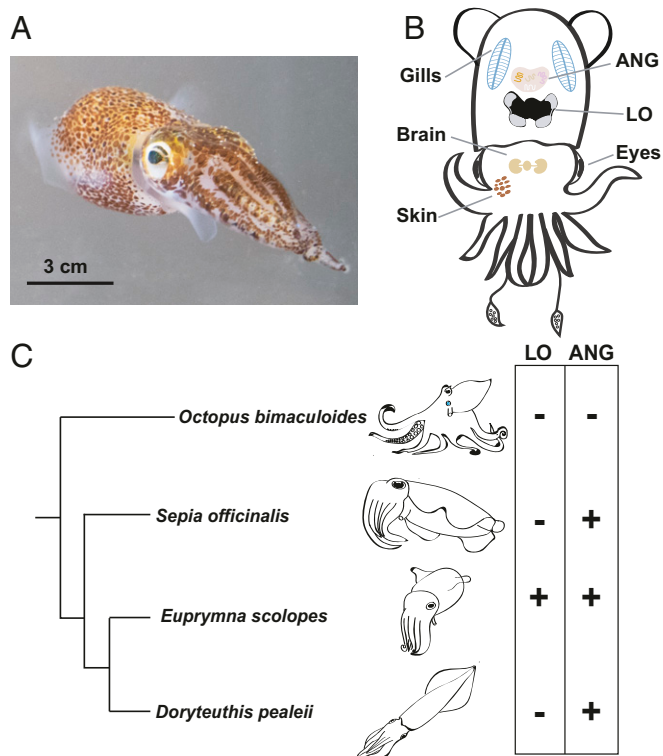 A
3 cm
B
Gills
ANG
LO
Brain
Eyes
Skin
C
LO ANG
Octopus bimaculoides - -
Sepia officinalis - +
Euprymna scolopes + +
Doryteuthis pealeii - +